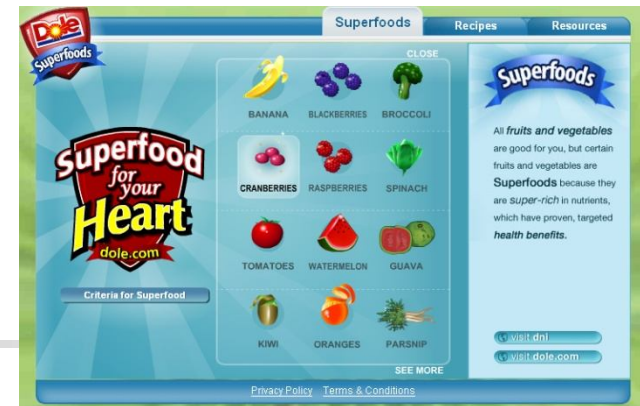 Dole
Superfoods
Superfoods
Recipes
Resources
CLOSE
BANANA
BLACKBERRIES
BROCCOLI
CRANBERRIES
RASPBERRIES
SPINACH
TOMATOES
WATERMELON
GUAVA
KIWI
ORANGES
PARSNIP
SEE MORE
Superfood
for
your
Heart
dole.com
Criteria for Superfood
Superfoods
All fruits and vegetables
are good for you, but certain
fruits and vegetables are
Superfoods because they
are super-rich in nutrients,
which have proven, targeted
health benefits.
visit dni
visit dole.com
Privacy Policy Terms & Conditions